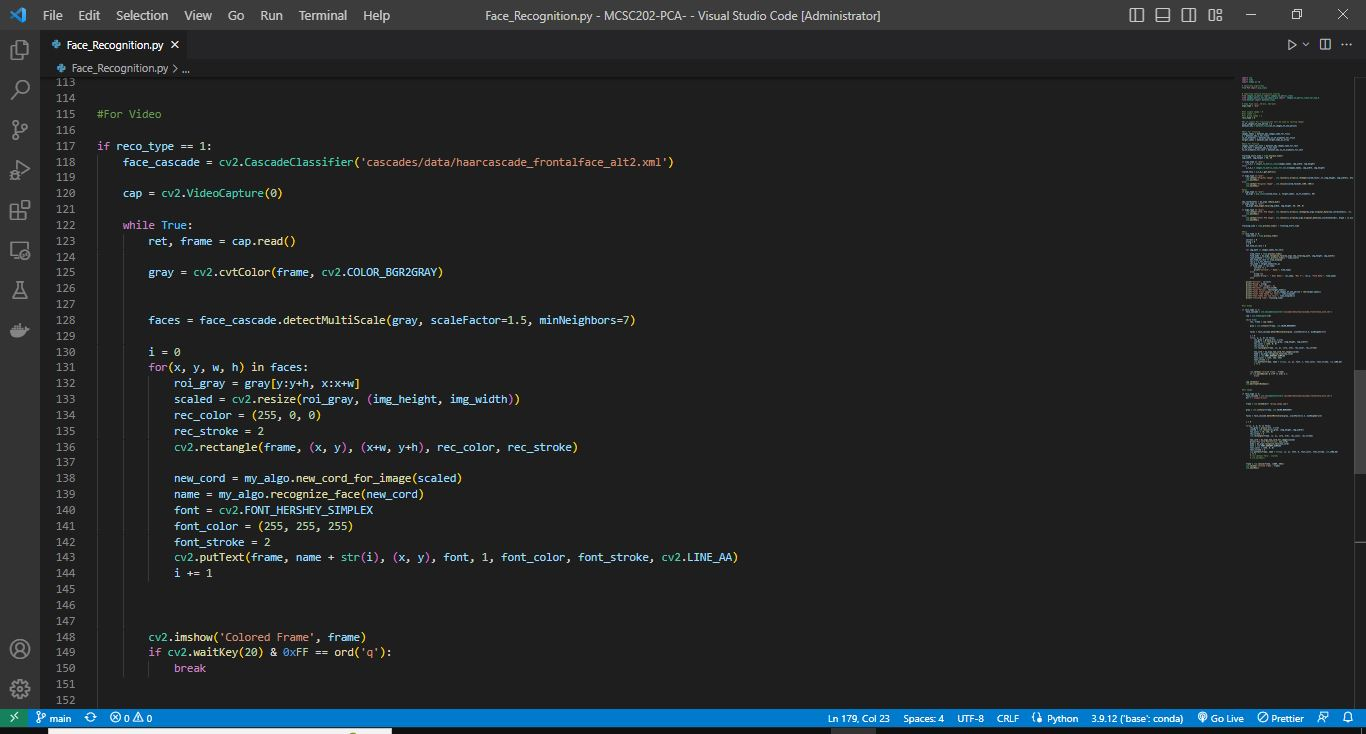 File Edit Selection View Go Run Terminal Help Face_Recognition.py - MCSC202-PCA- - Visual Studio Code [Administrator]
Face_Recognition.py
Face_Recognition.py > ...
113
114
115 #For Video
116
117 if reco_type == 1:
118 face_cascade = cv2.CascadeClassifier('cascades/data/haarcascade_frontalface_alt2.xml')
119
120 cap = cv2.VideoCapture(0)
121
122 while True:
123 ret, frame = cap.read()
124
125 gray = cv2.cvtColor(frame, cv2.COLOR_BGR2GRAY)
126
127
128 faces = face_cascade.detectMultiScale(gray, scaleFactor=1.5, minNeighbors=7)
129
130 i = 0
131 for(x, y, w, h) in faces:
132 roi_gray = gray[y:y+h, x:x+w]
133 scaled = cv2.resize(roi_gray, (img_height, img_width))
134 rec_color = (255, 0, 0)
135 rec_stroke = 2
136 cv2.rectangle(frame, (x, y), (x+w, y+h), rec_color, rec_stroke)
137
138 new_cord = my_algo.new_cord_for_image(scaled)
139 name = my_algo.recognize_face(new_cord)
140 font = cv2.FONT_HERSHEY_SIMPLEX
141 font_color = (255, 255, 255)
142 font_stroke = 2
143 cv2.putText(frame, name + str(i), (x, y), font, 1, font_color, font_stroke, cv2.LINE_AA)
144 i += 1
145
146
147
148 cv2.imshow('Colored Frame', frame)
149 if cv2.waitKey(20) & 0xFF == ord('q'):
150 break
151
152
main 0 0 Ln 179, Col 23 Spaces: 4 UTF-8 CRLF Python 3.9.12 ('base': conda) Go Live Prettier